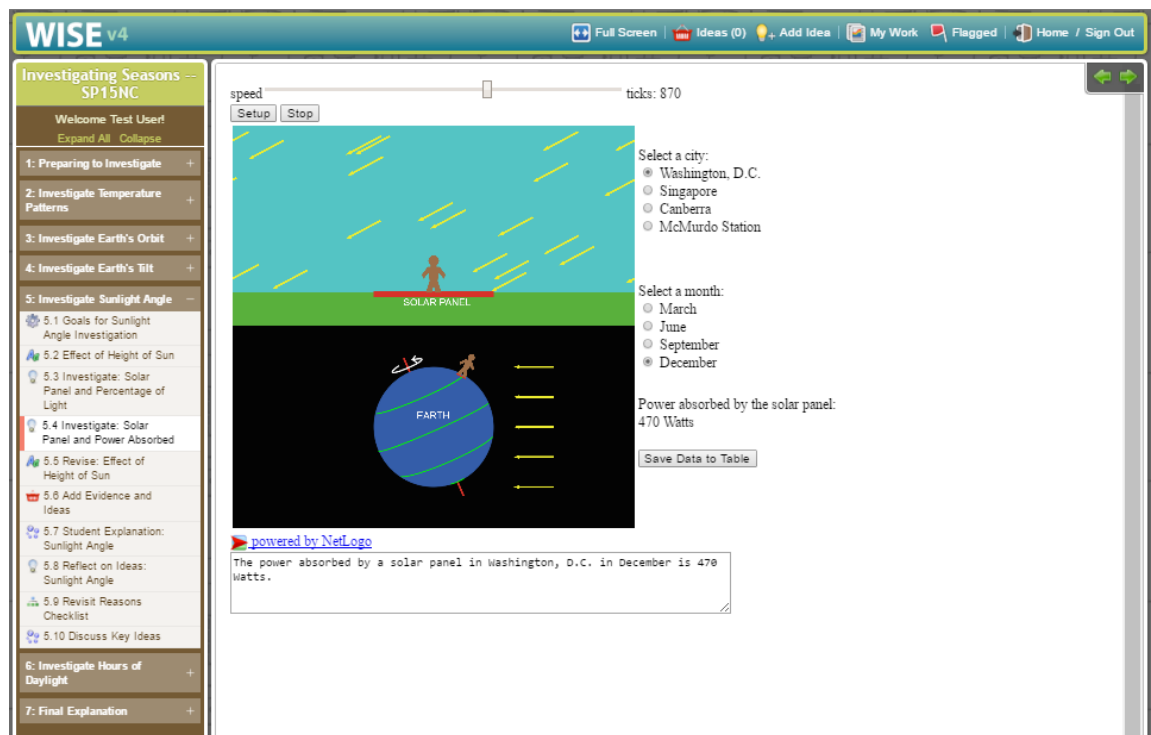 WISE v4
Full Screen | Ideas (0) Add Idea | My Work Flagged | Home / Sign Out
Investigating Seasons --
SP15NC
Welcome Test User!
Expand All Collapse
1: Preparing to Investigate +
2: Investigate Temperature
Patterns +
3: Investigate Earth's Orbit +
4: Investigate Earth's Tilt +
5: Investigate Sunlight Angle −
5.1 Goals for Sunlight
Angle Investigation
5.2 Effect of Height of Sun
5.3 Investigate: Solar
Panel and Percentage of
Light
5.4 Investigate: Solar
Panel and Power Absorbed
5.5 Revise: Effect of
Height of Sun
5.6 Add Evidence and
Ideas
5.7 Student Explanation:
Sunlight Angle
5.8 Reflect on Ideas:
Sunlight Angle
5.9 Revisit Reasons
Checklist
5.10 Discuss Key Ideas
6: Investigate Hours of
Daylight +
7: Final Explanation +
speed ticks: 870
Setup Stop
SOLAR PANEL
EARTH
Select a city:
Washington, D.C.
Singapore
Canberra
McMurdo Station
Select a month:
March
June
September
December
Power absorbed by the solar panel:
470 Watts
Save Data to Table
powered by NetLogo
The power absorbed by a solar panel in Washington, D.C. in December is 470
Watts.